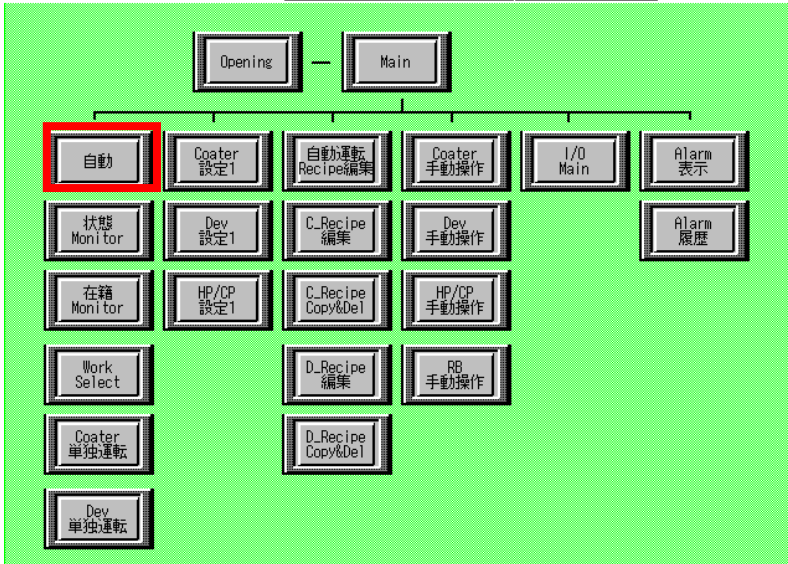 Opening
Main
自動
Coater
設定1
自動運転
Recipe編集
Coater
手動操作
I/O
Main
Alarm
表示
状態
Monitor
Dev
設定1
C_Recipe
編集
Dev
手動操作
Alarm
履歴
在籍
Monitor
HP/CP
設定1
C_Recipe
Copy&Del
HP/CP
手動操作
Work
Select
D_Recipe
編集
RB
手動操作
Coater
単独運転
D_Recipe
Copy&Del
Dev
単独運転